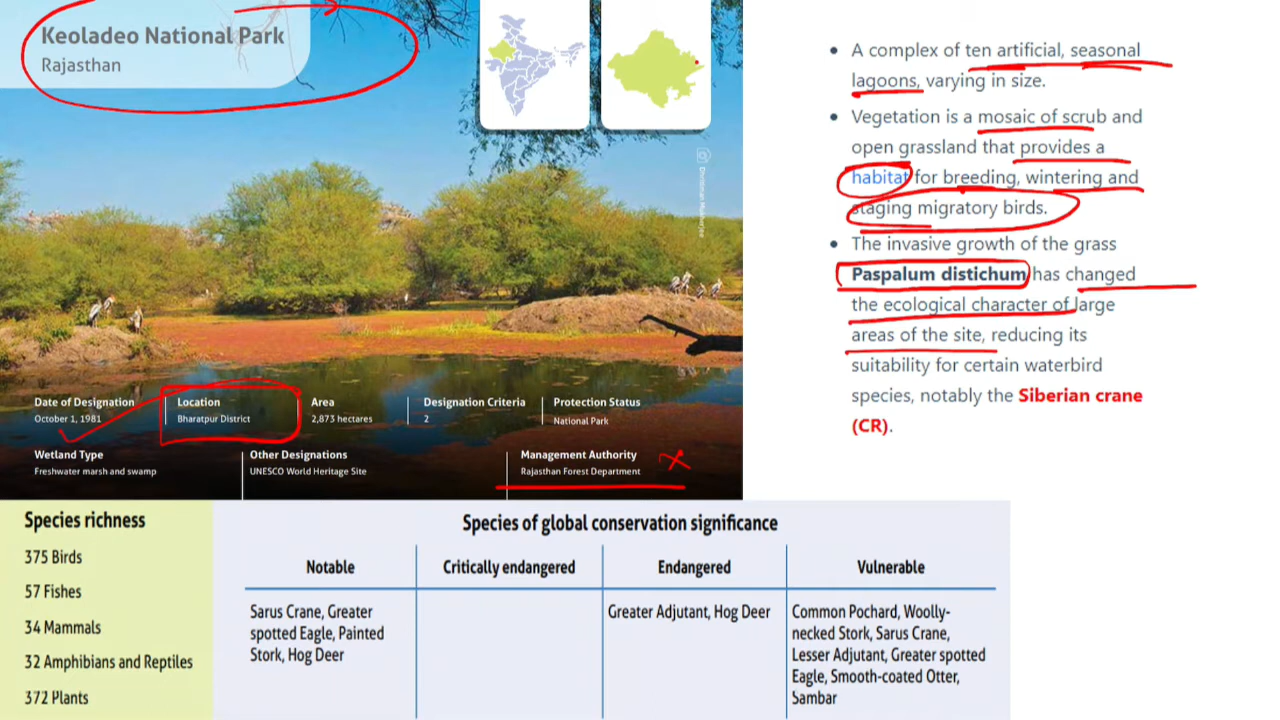 Keoladeo National Park
Rajasthan
• A complex of ten artificial, seasonal
lagoons, varying in size.
• Vegetation is a mosaic of scrub and
open grassland that provides a
habitat for breeding, wintering and
staging migratory birds.
• The invasive growth of the grass
Paspalum distichum has changed
the ecological character of large
areas of the site, reducing its
suitability for certain waterbird
species, notably the Siberian crane
(CR).
Date of Designation
October 1, 1981
Location
Bharatpur District
Area
2,873 hectares
Designation Criteria
2
Protection Status
National Park
Wetland Type
Freshwater marsh and swamp
Other Designations
UNESCO World Heritage Site
Management Authority
Rajasthan Forest Department
Species richness
375 Birds
57 Fishes
34 Mammals
32 Amphibians and Reptiles
372 Plants
Species of global conservation significance
Notable
Critically endangered
Endangered
Vulnerable
Sarus Crane, Greater
spotted Eagle, Painted
Stork, Hog Deer
Greater Adjutant, Hog Deer
Common Pochard, Woolly-
necked Stork, Sarus Crane,
Lesser Adjutant, Greater spotted
Eagle, Smooth-coated Otter,
Sambar